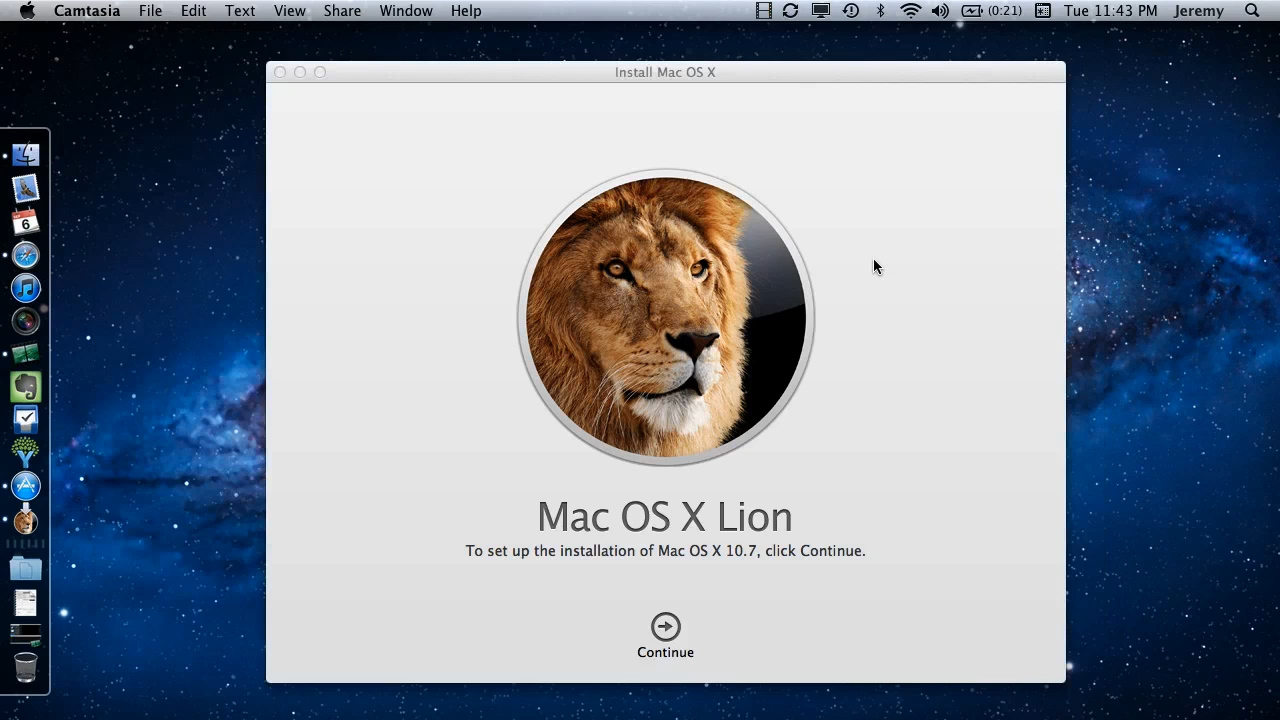 Camtasia File Edit Text View Share Window Help (0:21) Tue 11:43 PM Jeremy
Install Mac OS X
6
Mac OS X Lion
To set up the installation of Mac OS X 10.7, click Continue.
Continue